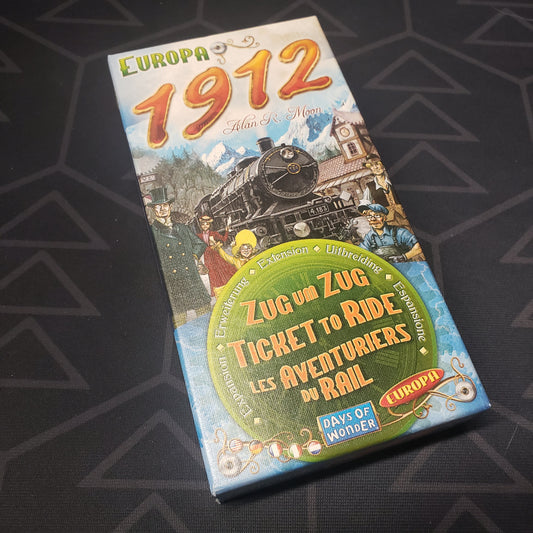 EUROPA
1912
Alan R. Moon
Expansion ◆ Erweiterung ◆ Extension ◆ Uitbreiding ◆ Espansione
ZUG UM ZUG
TICKET TO RIDE
LES AVENTURIERS
DU RAIL
EUROPA
DAYS OF
WONDER